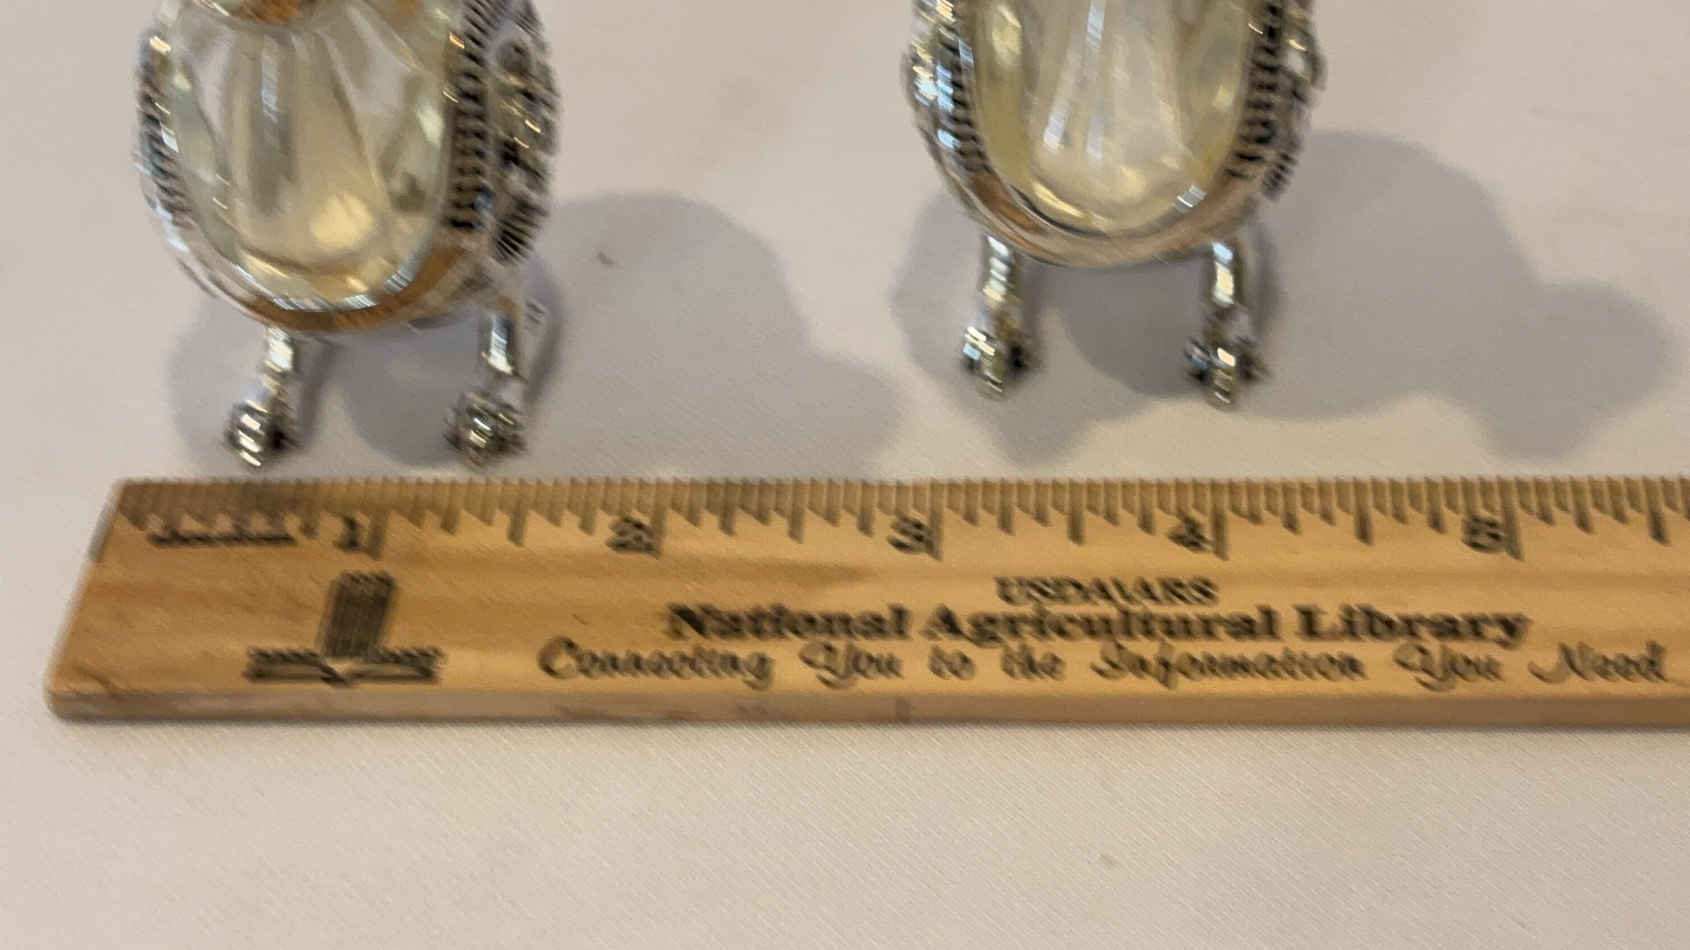 1 2 3 4 5
USDA\ARS
National Agricultural Library
Connecting You to the Information You Need